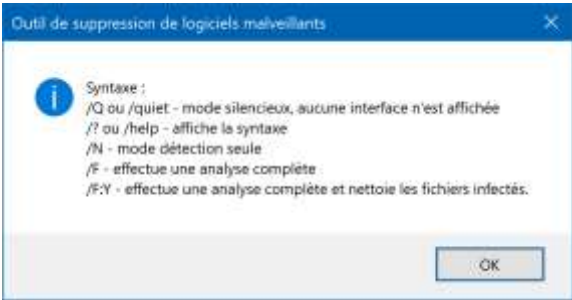 Outil de suppression de logiciels malveillants
Syntaxe :
/Q ou /quiet - mode silencieux, aucune interface n'est affichée
/? ou /help - affiche la syntaxe
/N - mode détection seule
/F - effectue une analyse complète
/F:Y - effectue une analyse complète et nettoie les fichiers infectés.
OK